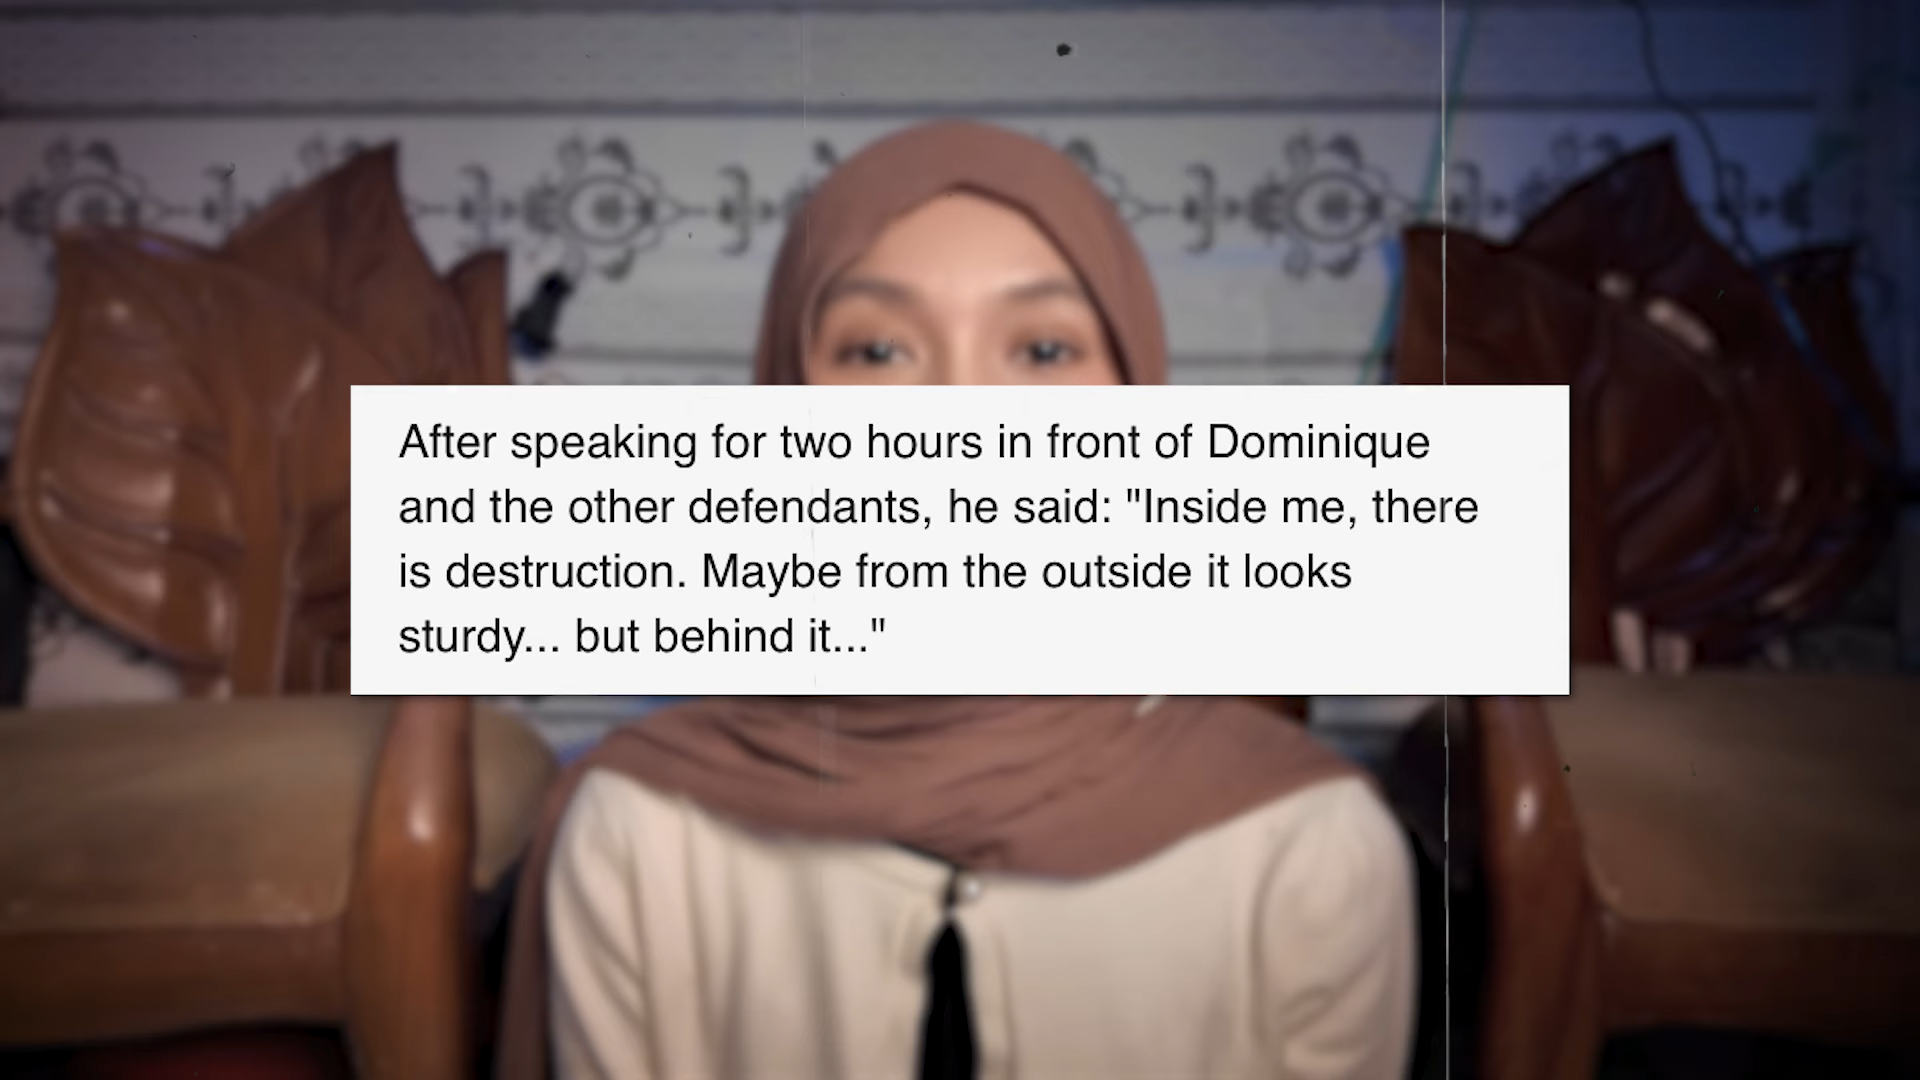 After speaking for two hours in front of Dominique
and the other defendants, he said: "Inside me, there
is destruction. Maybe from the outside it looks
sturdy... but behind it..."